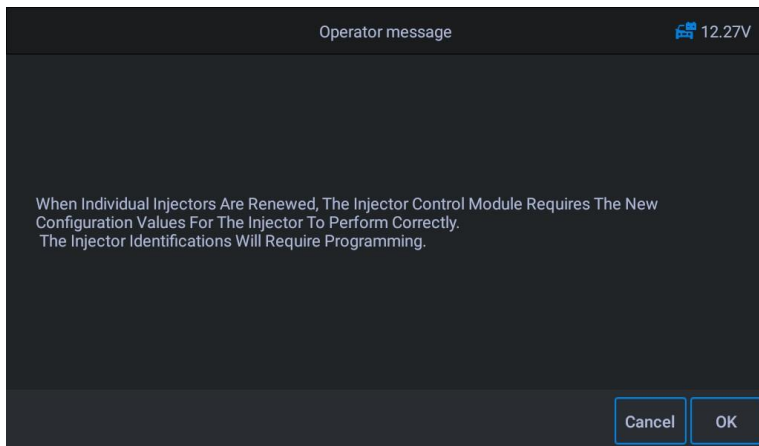 Operator message
12.27V
When Individual Injectors Are Renewed, The Injector Control Module Requires The New
Configuration Values For The Injector To Perform Correctly.
The Injector Identifications Will Require Programming.
Cancel
OK